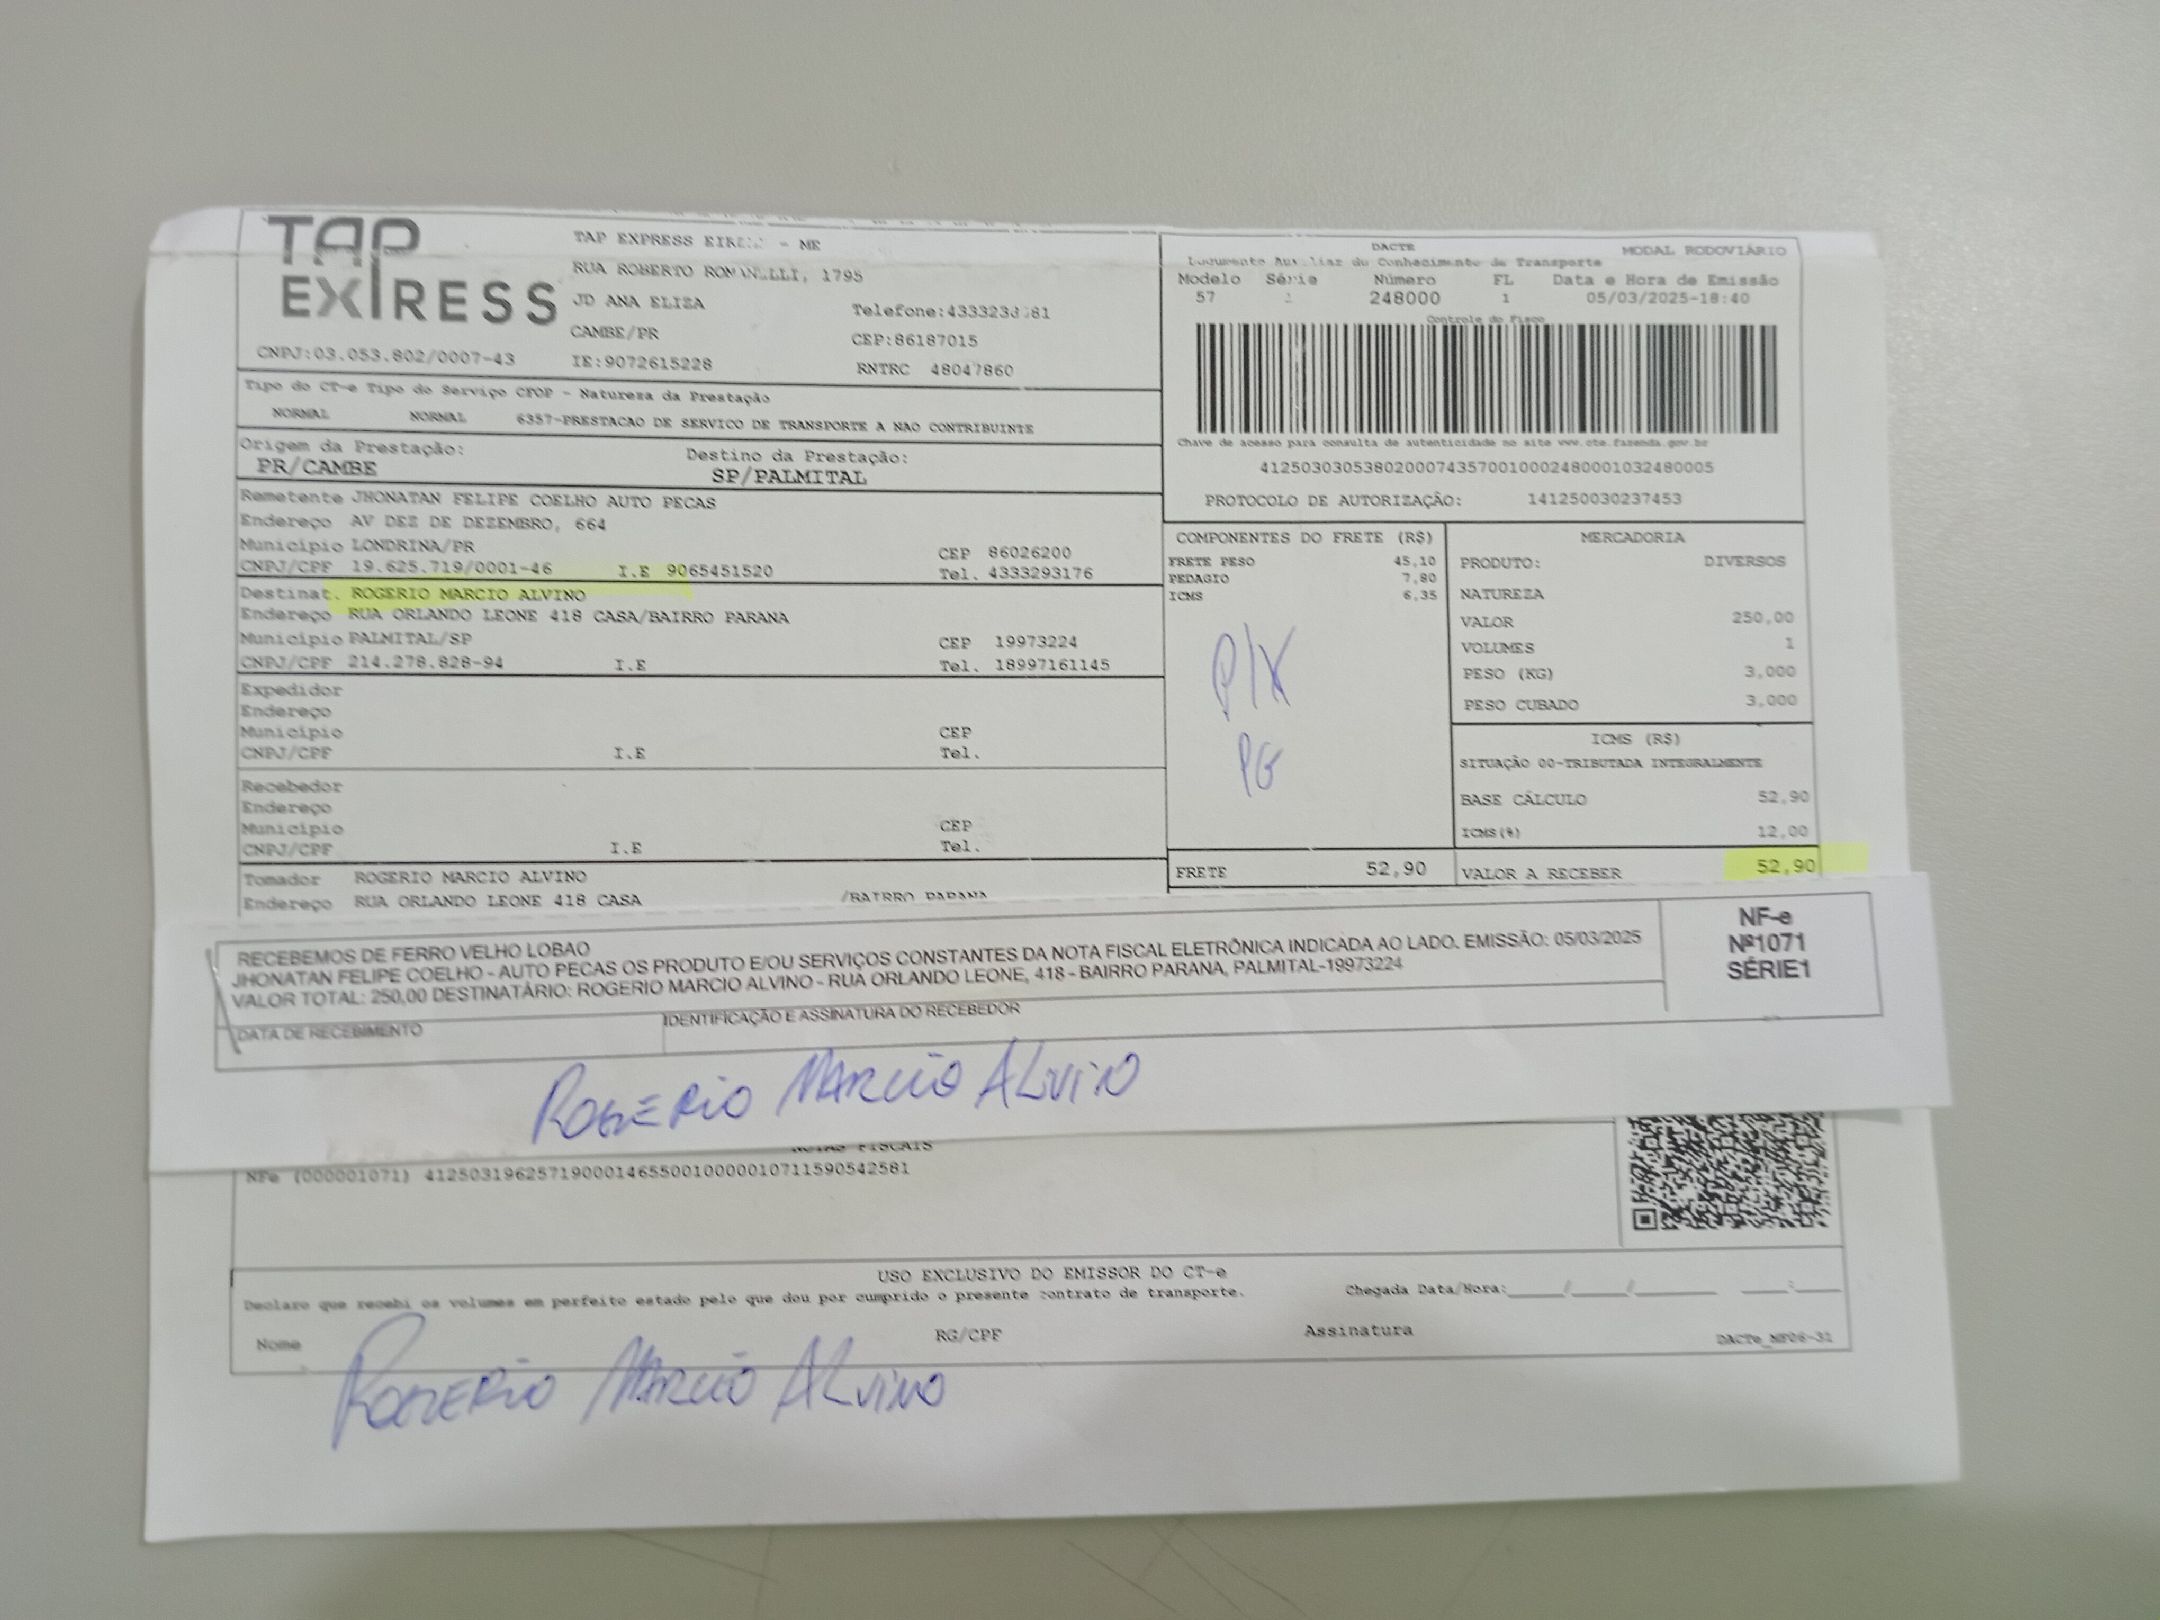 TAP
EXPRESS
TAP EXPRESS - ME
RUA ROBERTO ROMANELLI, 1795
JD ANA ELIZA
Telefone:
CAMBE/PR
CEP:86187015
CNPJ:03.053.802/0007-43
IE:9072615228
RNTRC 48047860
DACTE
MODAL RODOVIÁRIO
Documento Auxiliar do Conhecimento de Transporte
Modelo Série Número FL Data e Hora de Emissão
57 248000 1 05/03/2025-18:40
Controle do Fisco
Chave de acesso para consulta de autenticidade no site www.cte.fazenda.gov.br
41250303053802000743570010002480001032480005
PROTOCOLO DE AUTORIZAÇÃO: 141250030237453
Tipo do CT-e Tipo do Serviço CFOP - Natureza da Prestação
NORMAL NORMAL 6357-PRESTACAO DE SERVICO DE TRANSPORTE A NAO CONTRIBUINTE
Origem da Prestação: Destino da Prestação:
PR/CAMBE SP/PALMITAL
Remetente JHONATAN FELIPE COELHO AUTO PECAS
Endereço AV DEZ DE DEZEMBRO, 664
Município LONDRINA/PR CEP 86026200
CNPJ/CPF 19.625.719/0001-46 I.E 9065451520 Tel. 4333293176
Destinat. ROGERIO MARCIO ALVINO
Endereço RUA ORLANDO LEONE 418 CASA/BAIRRO PARANA
Município PALMITAL/SP CEP 19973224
CNPJ/CPF 214.278.828-94 I.E Tel. 18997161145
Expedidor
Endereço
Município CEP
CNPJ/CPF I.E Tel.
Recebedor
Endereço
Município CEP
CNPJ/CPF I.E Tel.
Tomador ROGERIO MARCIO ALVINO
Endereço RUA ORLANDO LEONE 418 CASA /BAIRRO PARANA
COMPONENTES DO FRETE (R$)
FRETE PESO 45,10
PEDAGIO 7,80
ICMS 6,35
PIX
PG
FRETE 52,90
MERCADORIA
PRODUTO: DIVERSOS
NATUREZA
VALOR 250,00
VOLUMES 1
PESO (KG) 3,000
PESO CUBADO 3,000
ICMS (R$)
SITUAÇÃO 00-TRIBUTADA INTEGRALMENTE
BASE CÁLCULO 52,90
ICMS(%) 12,00
VALOR A RECEBER 52,90
RECEBEMOS DE FERRO VELHO LOBAO
JHONATAN FELIPE COELHO - AUTO PECAS OS PRODUTO E/OU SERVIÇOS CONSTANTES DA NOTA FISCAL ELETRÔNICA INDICADA AO LADO. EMISSÃO: 05/03/2025
VALOR TOTAL: 250,00 DESTINATÁRIO: ROGERIO MARCIO ALVINO - RUA ORLANDO LEONE, 418 - BAIRRO PARANA, PALMITAL-19973224
DATA DE RECEBIMENTO
IDENTIFICAÇÃO E ASSINATURA DO RECEBEDOR
NF-e
Nº1071
SÉRIE1
ROGERIO MARCIO ALVINO
FISCAIS
NFe (000001071) 41250319625719000146550010000010711590542581
USO EXCLUSIVO DO EMISSOR DO CT-e
Declaro que recebi os volumes em perfeito estado pelo que dou por cumprido o presente contrato de transporte.
Chegada Data/Hora:____/____/______ ____:____
Nome RG/CPF Assinatura
DACTe_MF06-31
ROGERIO MARCIO ALVINO